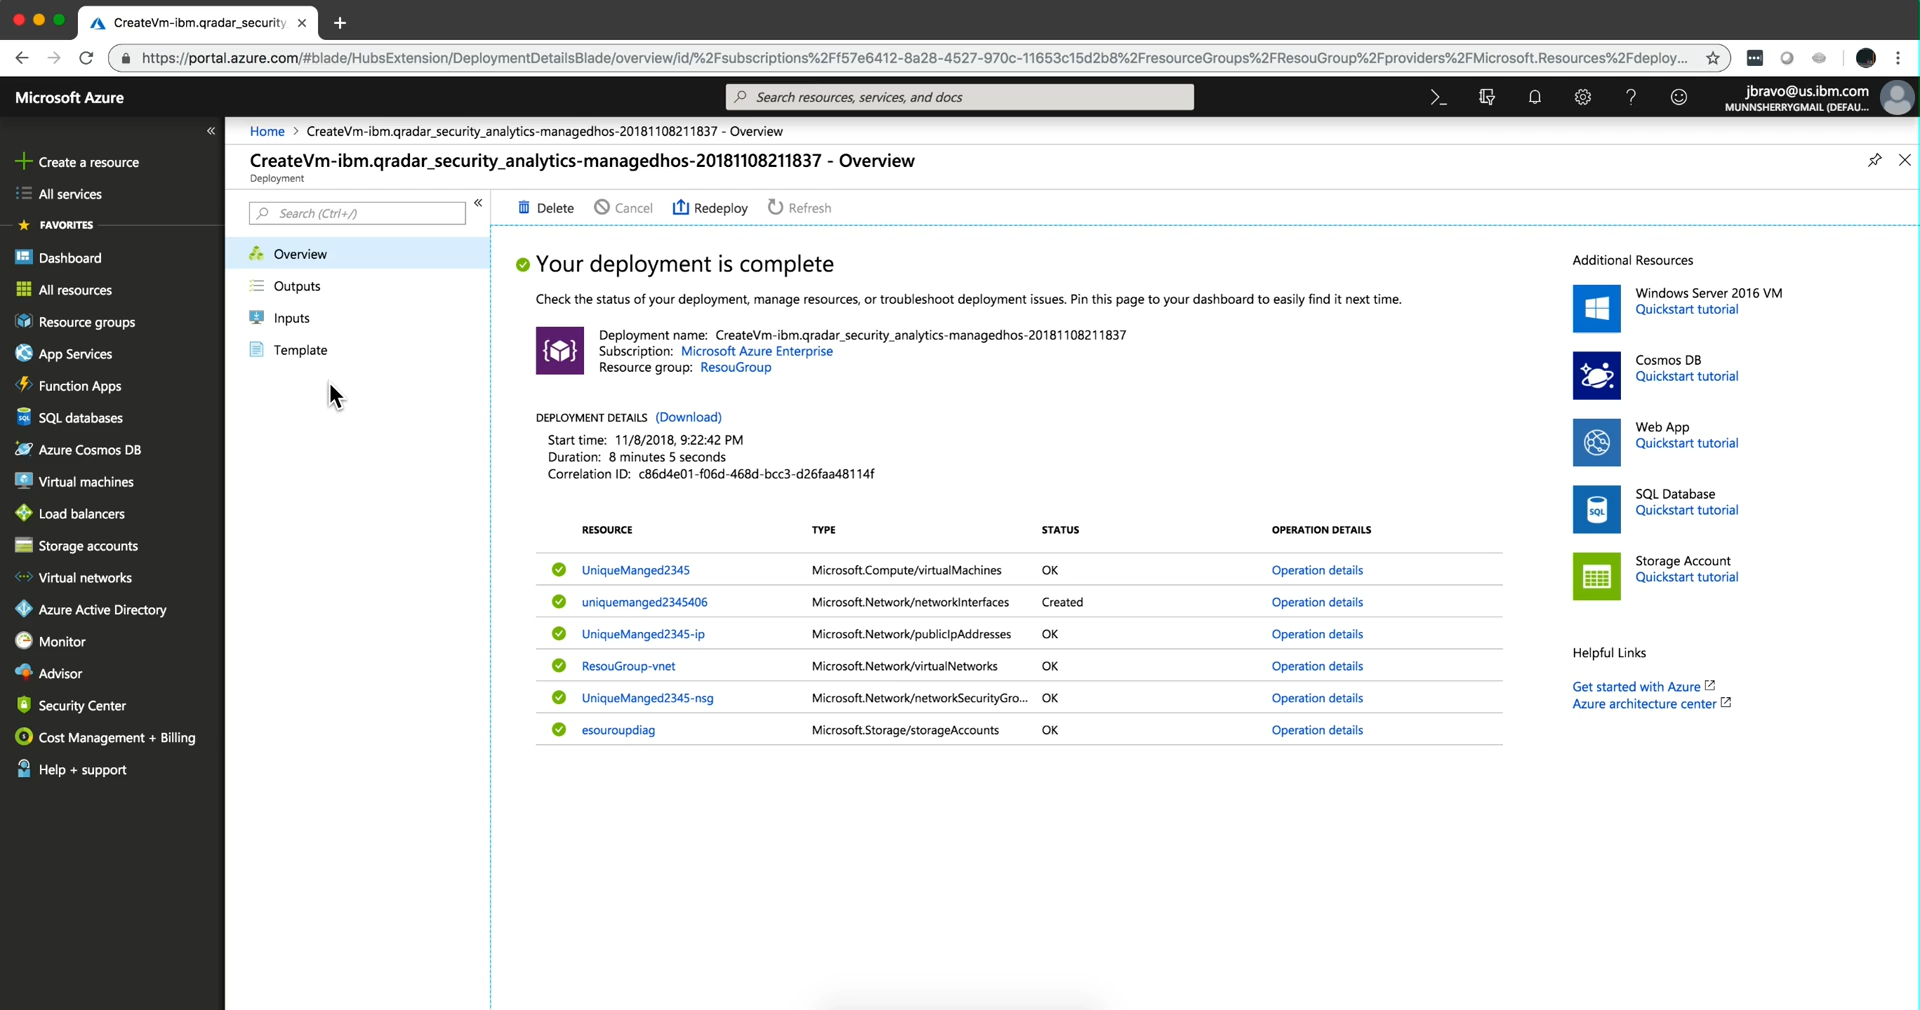 CreateVm-ibm.qradar_security
https://portal.azure.com/#blade/HubsExtension/DeploymentDetailsBlade/overview/id/%2Fsubscriptions%2Ff57e6412-8a28-4527-970c-11653c15d2b8%2FresourceGroups%2FResouGroup%2Fproviders%2FMicrosoft.Resources%2Fdeploy...
Microsoft Azure
Search resources, services, and docs
jbravo@us.ibm.com
MUNNSHERRYGMAIL (DEFAU...
Create a resource
All services
FAVORITES
Dashboard
All resources
Resource groups
App Services
Function Apps
SQL databases
Azure Cosmos DB
Virtual machines
Load balancers
Storage accounts
Virtual networks
Azure Active Directory
Monitor
Advisor
Security Center
Cost Management + Billing
Help + support
Home > CreateVm-ibm.qradar_security_analytics-managedhos-20181108211837 - Overview
CreateVm-ibm.qradar_security_analytics-managedhos-20181108211837 - Overview
Deployment
Search (Ctrl+/)
Overview
Outputs
Inputs
Template
Delete Cancel Redeploy Refresh
Your deployment is complete
Check the status of your deployment, manage resources, or troubleshoot deployment issues. Pin this page to your dashboard to easily find it next time.
Deployment name: CreateVm-ibm.qradar_security_analytics-managedhos-20181108211837
Subscription: Microsoft Azure Enterprise
Resource group: ResouGroup
DEPLOYMENT DETAILS (Download)
Start time: 11/8/2018, 9:22:42 PM
Duration: 8 minutes 5 seconds
Correlation ID: c86d4e01-f06d-468d-bcc3-d26faa48114f
RESOURCE TYPE STATUS OPERATION DETAILS
UniqueManged2345 Microsoft.Compute/virtualMachines OK Operation details
uniquemanged2345406 Microsoft.Network/networkInterfaces Created Operation details
UniqueManged2345-ip Microsoft.Network/publicIpAddresses OK Operation details
ResouGroup-vnet Microsoft.Network/virtualNetworks OK Operation details
UniqueManged2345-nsg Microsoft.Network/networkSecurityGro... OK Operation details
esouroupdiag Microsoft.Storage/storageAccounts OK Operation details
Additional Resources
Windows Server 2016 VM
Quickstart tutorial
Cosmos DB
Quickstart tutorial
Web App
Quickstart tutorial
SQL
SQL Database
Quickstart tutorial
Storage Account
Quickstart tutorial
Helpful Links
Get started with Azure
Azure architecture center